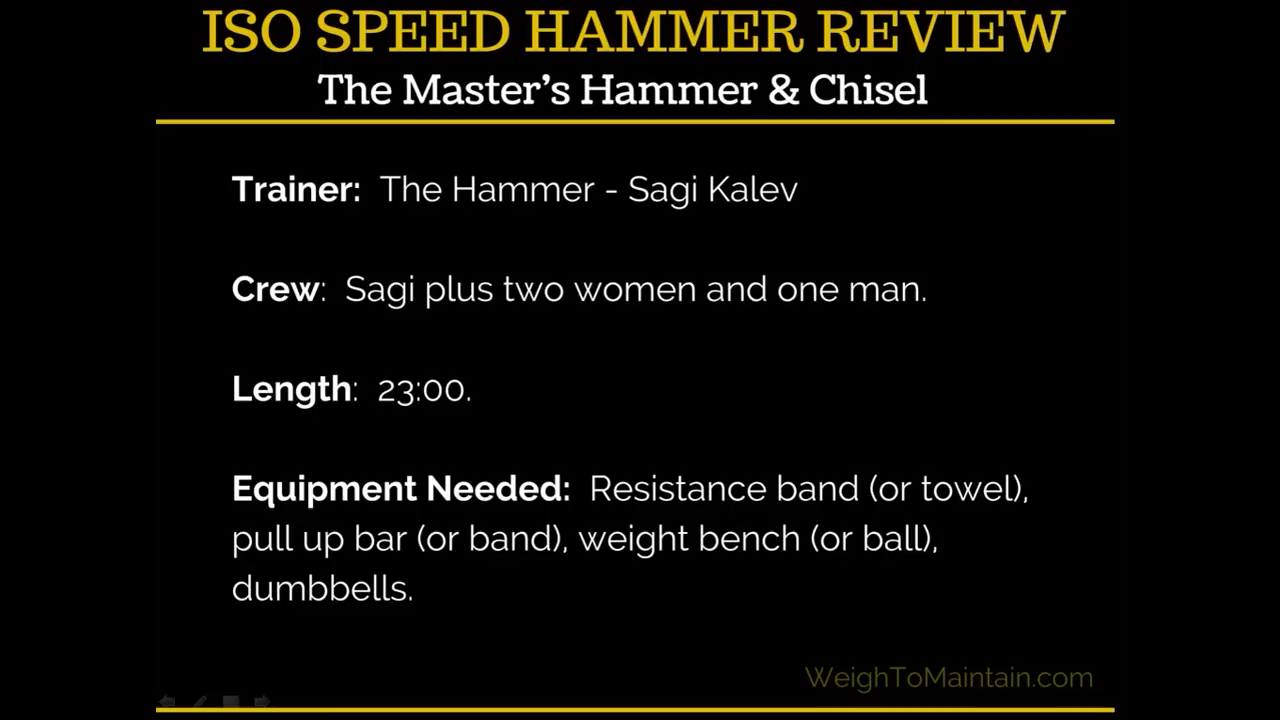 ISO SPEED HAMMER REVIEW
The Master's Hammer & Chisel
Trainer: The Hammer - Sagi Kalev
Crew: Sagi plus two women and one man.
Length: 23:00.
Equipment Needed: Resistance band (or towel),
pull up bar (or band), weight bench (or ball),
dumbbells.
WeighToMaintain.com